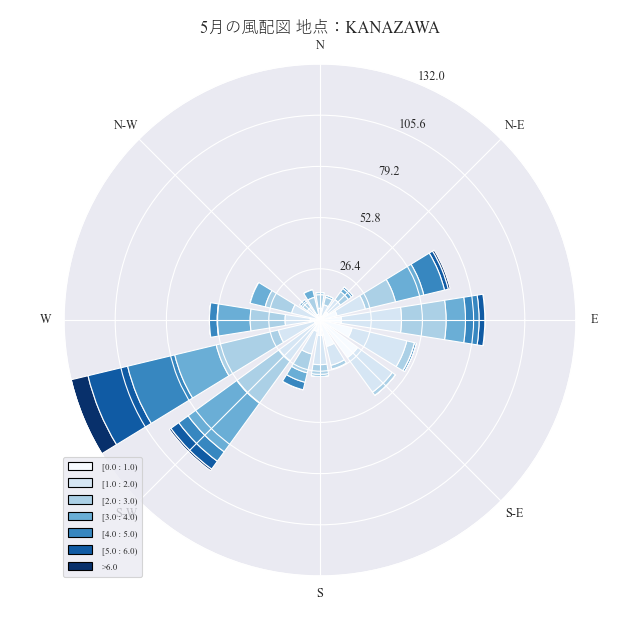 5月の風配図 地点：KANAZAWA
N
132.0
N-W
105.6
N-E
79.2
52.8
26.4
W
E
[0.0 : 1.0)
[1.0 : 2.0)
[2.0 : 3.0)
S-W
S-E
[3.0 : 4.0)
[4.0 : 5.0)
[5.0 : 6.0)
>6.0
S